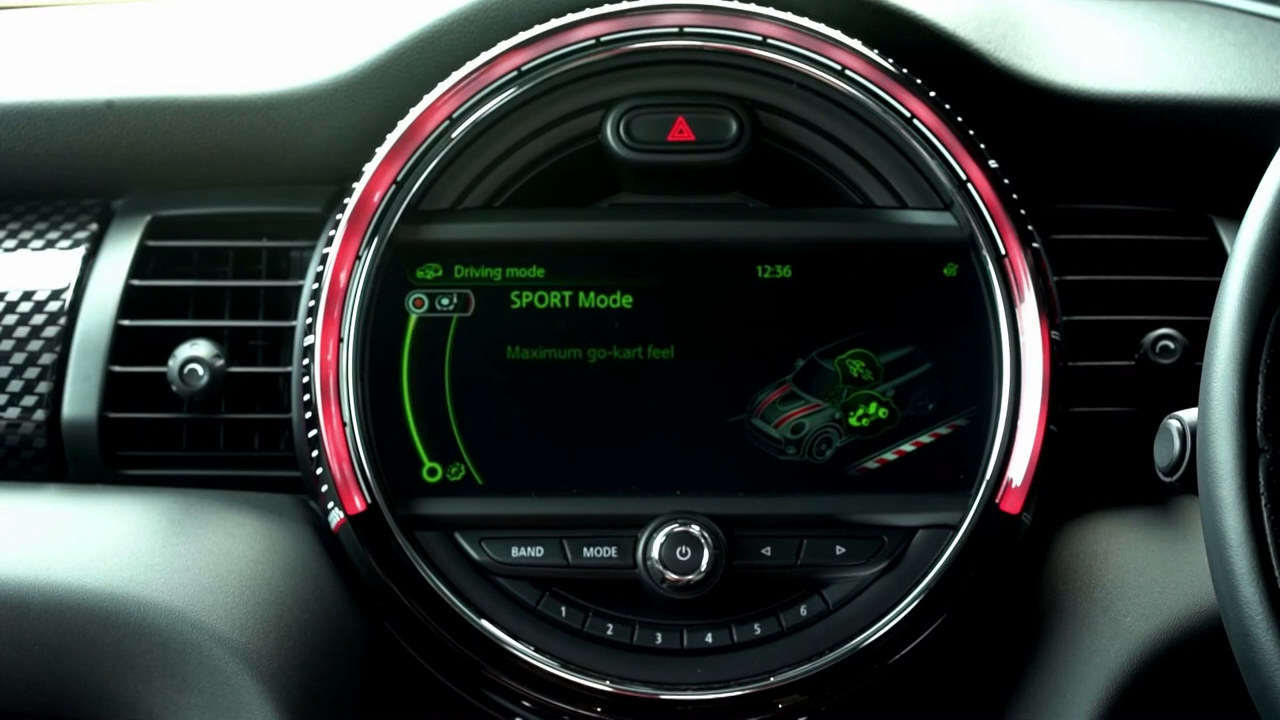 Driving mode 12:36
SPORT Mode
Maximum go-kart feel
BAND MODE
1 2 3 4 5 6